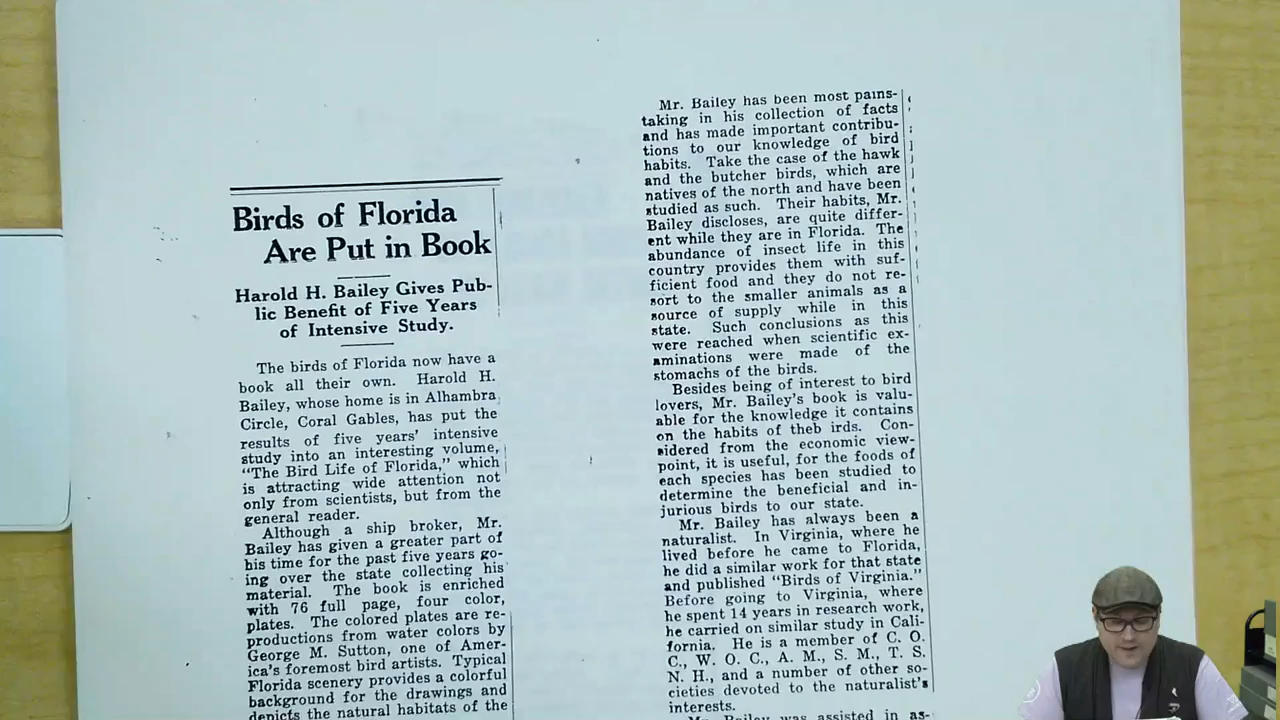 Birds of Florida
Are Put in Book
Harold H. Bailey Gives Pub-
lic Benefit of Five Years
of Intensive Study.
The birds of Florida now have a
book all their own. Harold H.
Bailey, whose home is in Alhambra
Circle, Coral Gables, has put the
results of five years' intensive
study into an interesting volume,
"The Bird Life of Florida," which
is attracting wide attention not
only from scientists, but from the
general reader.
Although a ship broker, Mr.
Bailey has given a greater part of
his time for the past five years go-
ing over the state collecting his
material. The book is enriched
with 76 full page, four color,
plates. The colored plates are re-
productions from water colors by
George M. Sutton, one of Amer-
ica's foremost bird artists. Typical
Florida scenery provides a colorful
background for the drawings and
depicts the natural habitats of the
Mr. Bailey has been most pains-
taking in his collection of facts
and has made important contribu-
tions to our knowledge of bird
habits. Take the case of the hawk
and the butcher birds, which are
natives of the north and have been
studied as such. Their habits, Mr.
Bailey discloses, are quite differ-
ent while they are in Florida. The
abundance of insect life in this
country provides them with suf-
ficient food and they do not re-
sort to the smaller animals as a
source of supply while in this
state. Such conclusions as this
were reached when scientific ex-
aminations were made of the
stomachs of the birds.
Besides being of interest to bird
lovers, Mr. Bailey's book is valu-
able for the knowledge it contains
on the habits of theb irds. Con-
sidered from the economic view-
point, it is useful, for the foods of
each species has been studied to
determine the beneficial and in-
jurious birds to our state.
Mr. Bailey has always been a
naturalist. In Virginia, where he
lived before he came to Florida,
he did a similar work for that state
and published "Birds of Virginia."
Before going to Virginia, where
he spent 14 years in research work,
he carried on similar study in Cali-
fornia. He is a member of C. O.
C., W. O. C., A. M., S. M., T. S.
N. H., and a number of other so-
cieties devoted to the naturalist's
interests.
Mr. Bailey was assisted in as-